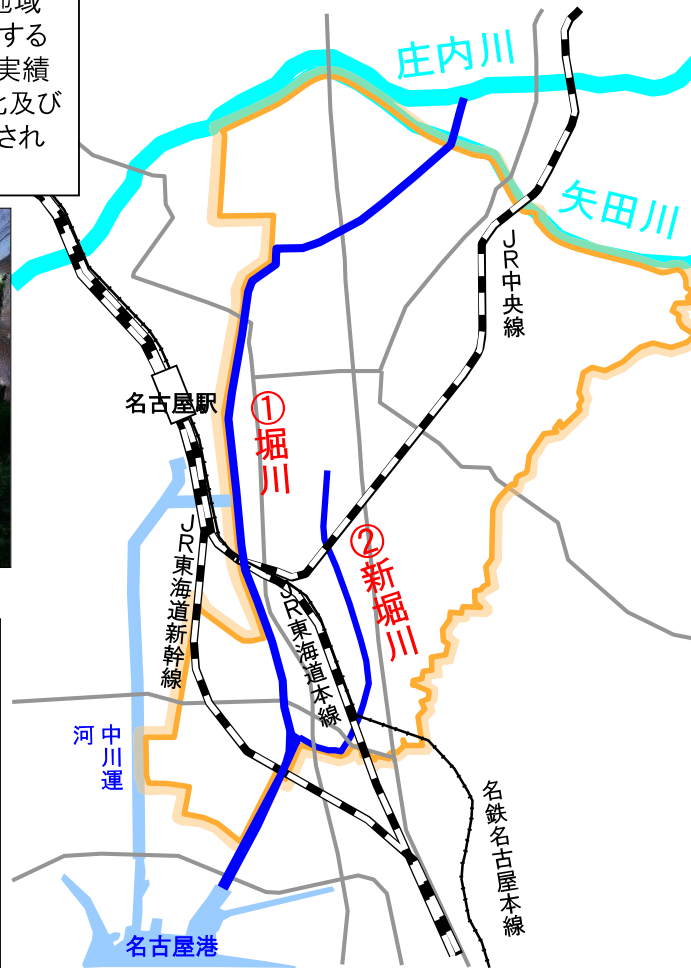 地域
する
実績
化及び
され
庄内川
矢田川
JR中央線
名古屋駅
①堀川
②新堀川
JR東海道新幹線
JR東海道本線
中川運
河
名鉄名古屋本線
名古屋港